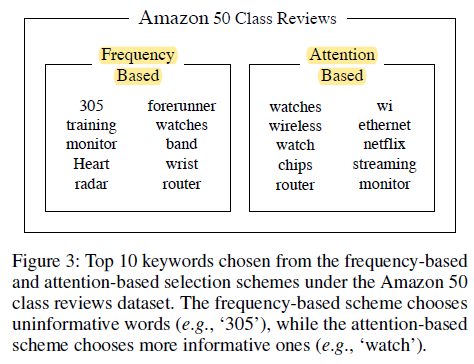 Amazon 50 Class Reviews
Frequency
Based
305 forerunner
training watches
monitor band
Heart wrist
radar router
Attention
Based
watches wi
wireless ethernet
watch netflix
chips streaming
router monitor
Figure 3: Top 10 keywords chosen from the frequency-based
and attention-based selection schemes under the Amazon 50
class reviews dataset. The frequency-based scheme chooses
uninformative words (e.g., ‘305’), while the attention-based
scheme chooses more informative ones (e.g., ‘watch’).